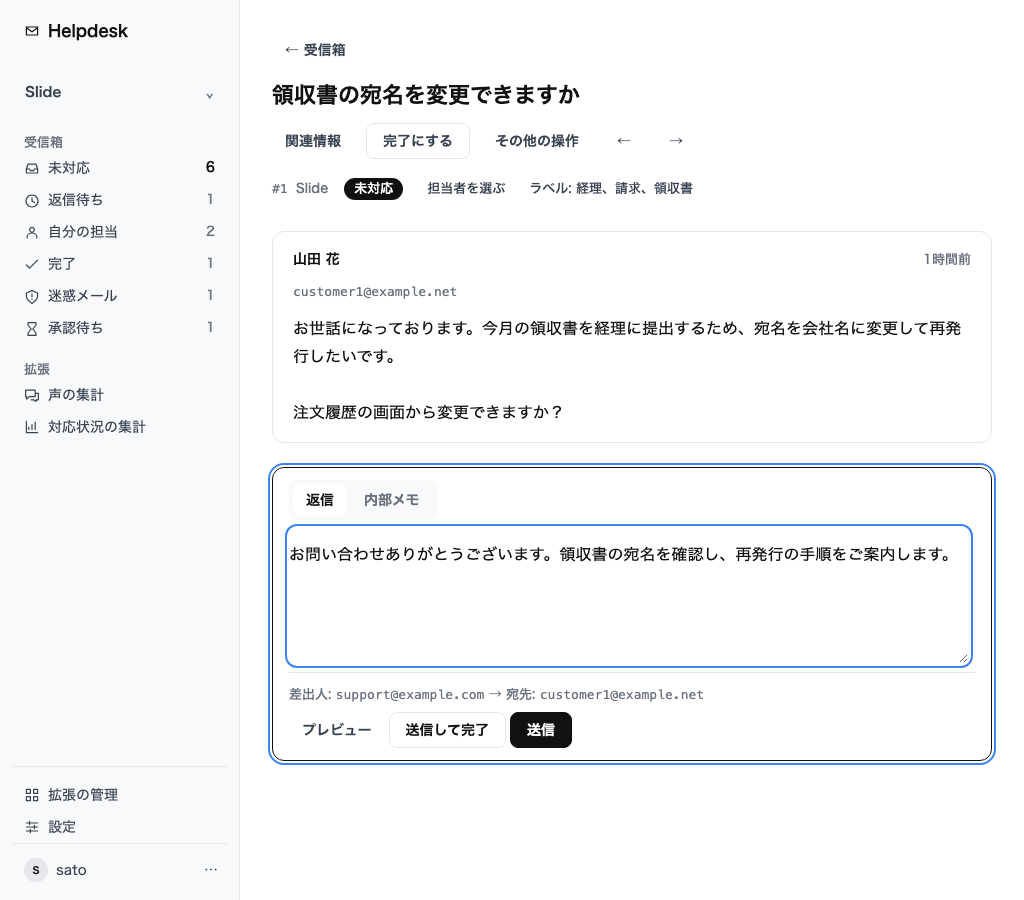 Helpdesk
Slide
受信箱
未対応 6
返信待ち 1
自分の担当 2
完了 1
迷惑メール 1
承認待ち 1
拡張
声の集計
対応状況の集計
拡張の管理
設定
S sato ⋯
← 受信箱
領収書の宛名を変更できますか
関連情報 完了にする その他の操作 ← →
#1 Slide 未対応 担当者を選ぶ ラベル: 経理、請求、領収書
山田 花 1時間前
customer1@example.net
お世話になっております。今月の領収書を経理に提出するため、宛名を会社名に変更して再発
行したいです。
注文履歴の画面から変更できますか？
返信 内部メモ
お問い合わせありがとうございます。領収書の宛名を確認し、再発行の手順をご案内します。
差出人: support@example.com → 宛先: customer1@example.net
プレビュー 送信して完了 送信